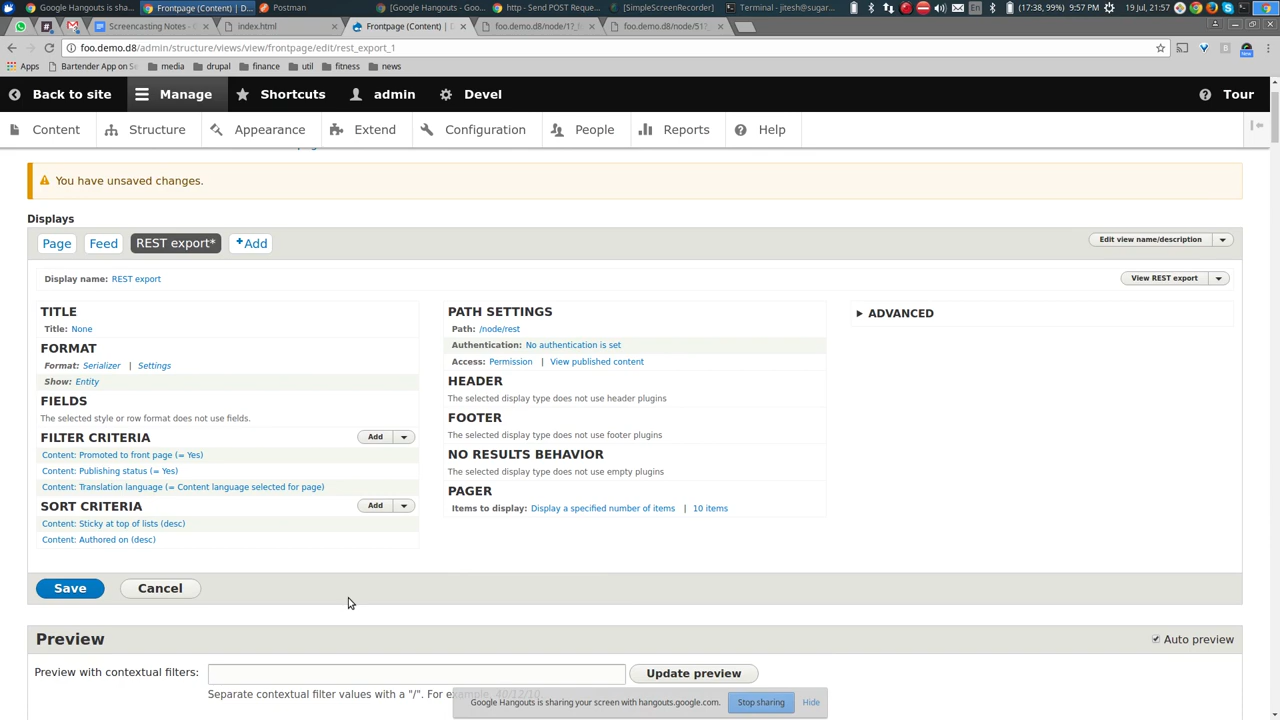 Google Hangouts is sha
Frontpage (Content) | D
Postman
[Google Hangouts - Goo
http - Send POST Reque
[SimpleScreenRecorder]
Terminal - jitesh@sugar
(17:38, 99%) 9:57 PM
19 Jul, 21:57
Screencasting Notes - G
index.html
Frontpage (Content) | D
foo.demo.d8/node/1?_f
foo.demo.d8/node/51?_
foo.demo.d8/admin/structure/views/view/frontpage/edit/rest_export_1
Apps
Bartender App on S
media
drupal
finance
util
fitness
news
Back to site
Manage
Shortcuts
admin
Devel
Tour
Content
Structure
Appearance
Extend
Configuration
People
Reports
Help
You have unsaved changes.
Displays
Page
Feed
REST export*
+Add
Edit view name/description
Display name: REST export
View REST export
TITLE
Title: None
FORMAT
Format: Serializer | Settings
Show: Entity
FIELDS
The selected style or row format does not use fields.
FILTER CRITERIA
Add
Content: Promoted to front page (= Yes)
Content: Publishing status (= Yes)
Content: Translation language (= Content language selected for page)
SORT CRITERIA
Add
Content: Sticky at top of lists (desc)
Content: Authored on (desc)
PATH SETTINGS
Path: /node/rest
Authentication: No authentication is set
Access: Permission | View published content
HEADER
The selected display type does not use header plugins
FOOTER
The selected display type does not use footer plugins
NO RESULTS BEHAVIOR
The selected display type does not use empty plugins
PAGER
Items to display: Display a specified number of items | 10 items
ADVANCED
Save
Cancel
Preview
Auto preview
Preview with contextual filters:
Update preview
Separate contextual filter values with a "/". For example, 40/12/10.
Google Hangouts is sharing your screen with hangouts.google.com.
Stop sharing
Hide